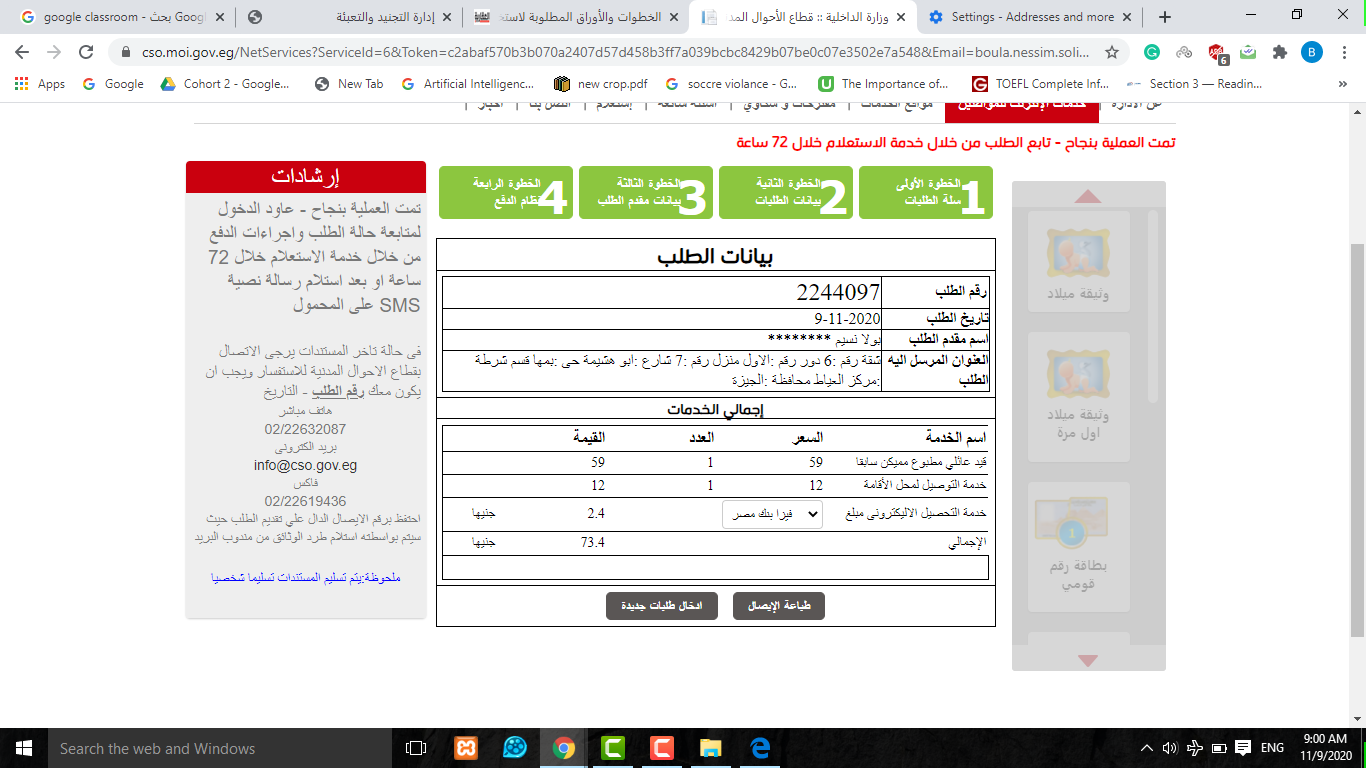 google classroom - بحث Google
إدارة التجنيد والتعبئة
الخطوات والأوراق المطلوبة لاستخ
وزارة الداخلية :: قطاع الأحوال المدن
Settings - Addresses and more
cso.moi.gov.eg/NetServices?ServiceId=6&Token=c2abaf570b3b070a2407d57d458b3ff7a039bcbc8429b07be0c07e3502e7a548&Email=boula.nessim.soli...
6
B
Apps
Google
Cohort 2 - Google...
New Tab
Artificial Intelligenc...
new crop.pdf
soccre violance - G...
The Importance of...
TOEFL Complete Inf...
Section 3 — Readin...
»
عن الادارة | خدمات الإنترنت للمواطنين | مواقع الخدمات | مقترحات و شكاوي | اسئلة شائعة | إستعلام | اتصل بنا | اخبار |
تمت العملية بنجاح - تابع الطلب من خلال خدمة الاستعلام خلال 72 ساعة
1 الخطوة الأولى
سلة الطلبات
2 الخطوة الثانية
بيانات الطلبات
3 الخطوة الثالثة
بيانات مقدم الطلب
4 الخطوة الرابعة
نظام الدفع
وثيقة ميلاد
وثيقة ميلاد
اول مرة
1
بطاقة رقم
قومي
بيانات الطلب
رقم الطلب 2244097
تاريخ الطلب 9-11-2020
اسم مقدم الطلب بولا نسيم ********
العنوان المرسل اليه الطلب شقة رقم :6 دور رقم :الاول منزل رقم :7 شارع :ابو هشيمة حى :بمها قسم شرطة
:مركز العياط محافظة :الجيزة
إجمالي الخدمات
اسم الخدمة السعر العدد القيمة
قيد عائلي مطبوع مميكن سابقا 59 1 59
خدمة التوصيل لمحل الأقامة 12 1 12
خدمة التحصيل الاليكترونى مبلغ فيزا بنك مصر 2.4 جنيها
الإجمالي 73.4 جنيها
طباعة الإيصال
ادخال طلبات جديدة
إرشادات
تمت العملية بنجاح - عاود الدخول
لمتابعة حالة الطلب واجراءات الدفع
من خلال خدمة الاستعلام خلال 72
ساعة او بعد استلام رسالة نصية
SMS على المحمول
فى حالة تاخر المستندات يرجى الاتصال
بقطاع الاحوال المدنية للاستفسار ويجب ان
يكون معك رقم الطلب - التاريخ
هاتف مباشر
02/22632087
بريد الكترونى
info@cso.gov.eg
فاكس
02/22619436
احتفظ برقم الايصال الدال علي تقديم الطلب حيث
سيتم بواسطته استلام طرد الوثائق من مندوب البريد
ملحوظة:يتم تسليم المستندات تسليما شخصيا
Search the web and Windows
ENG
9:00 AM
11/9/2020